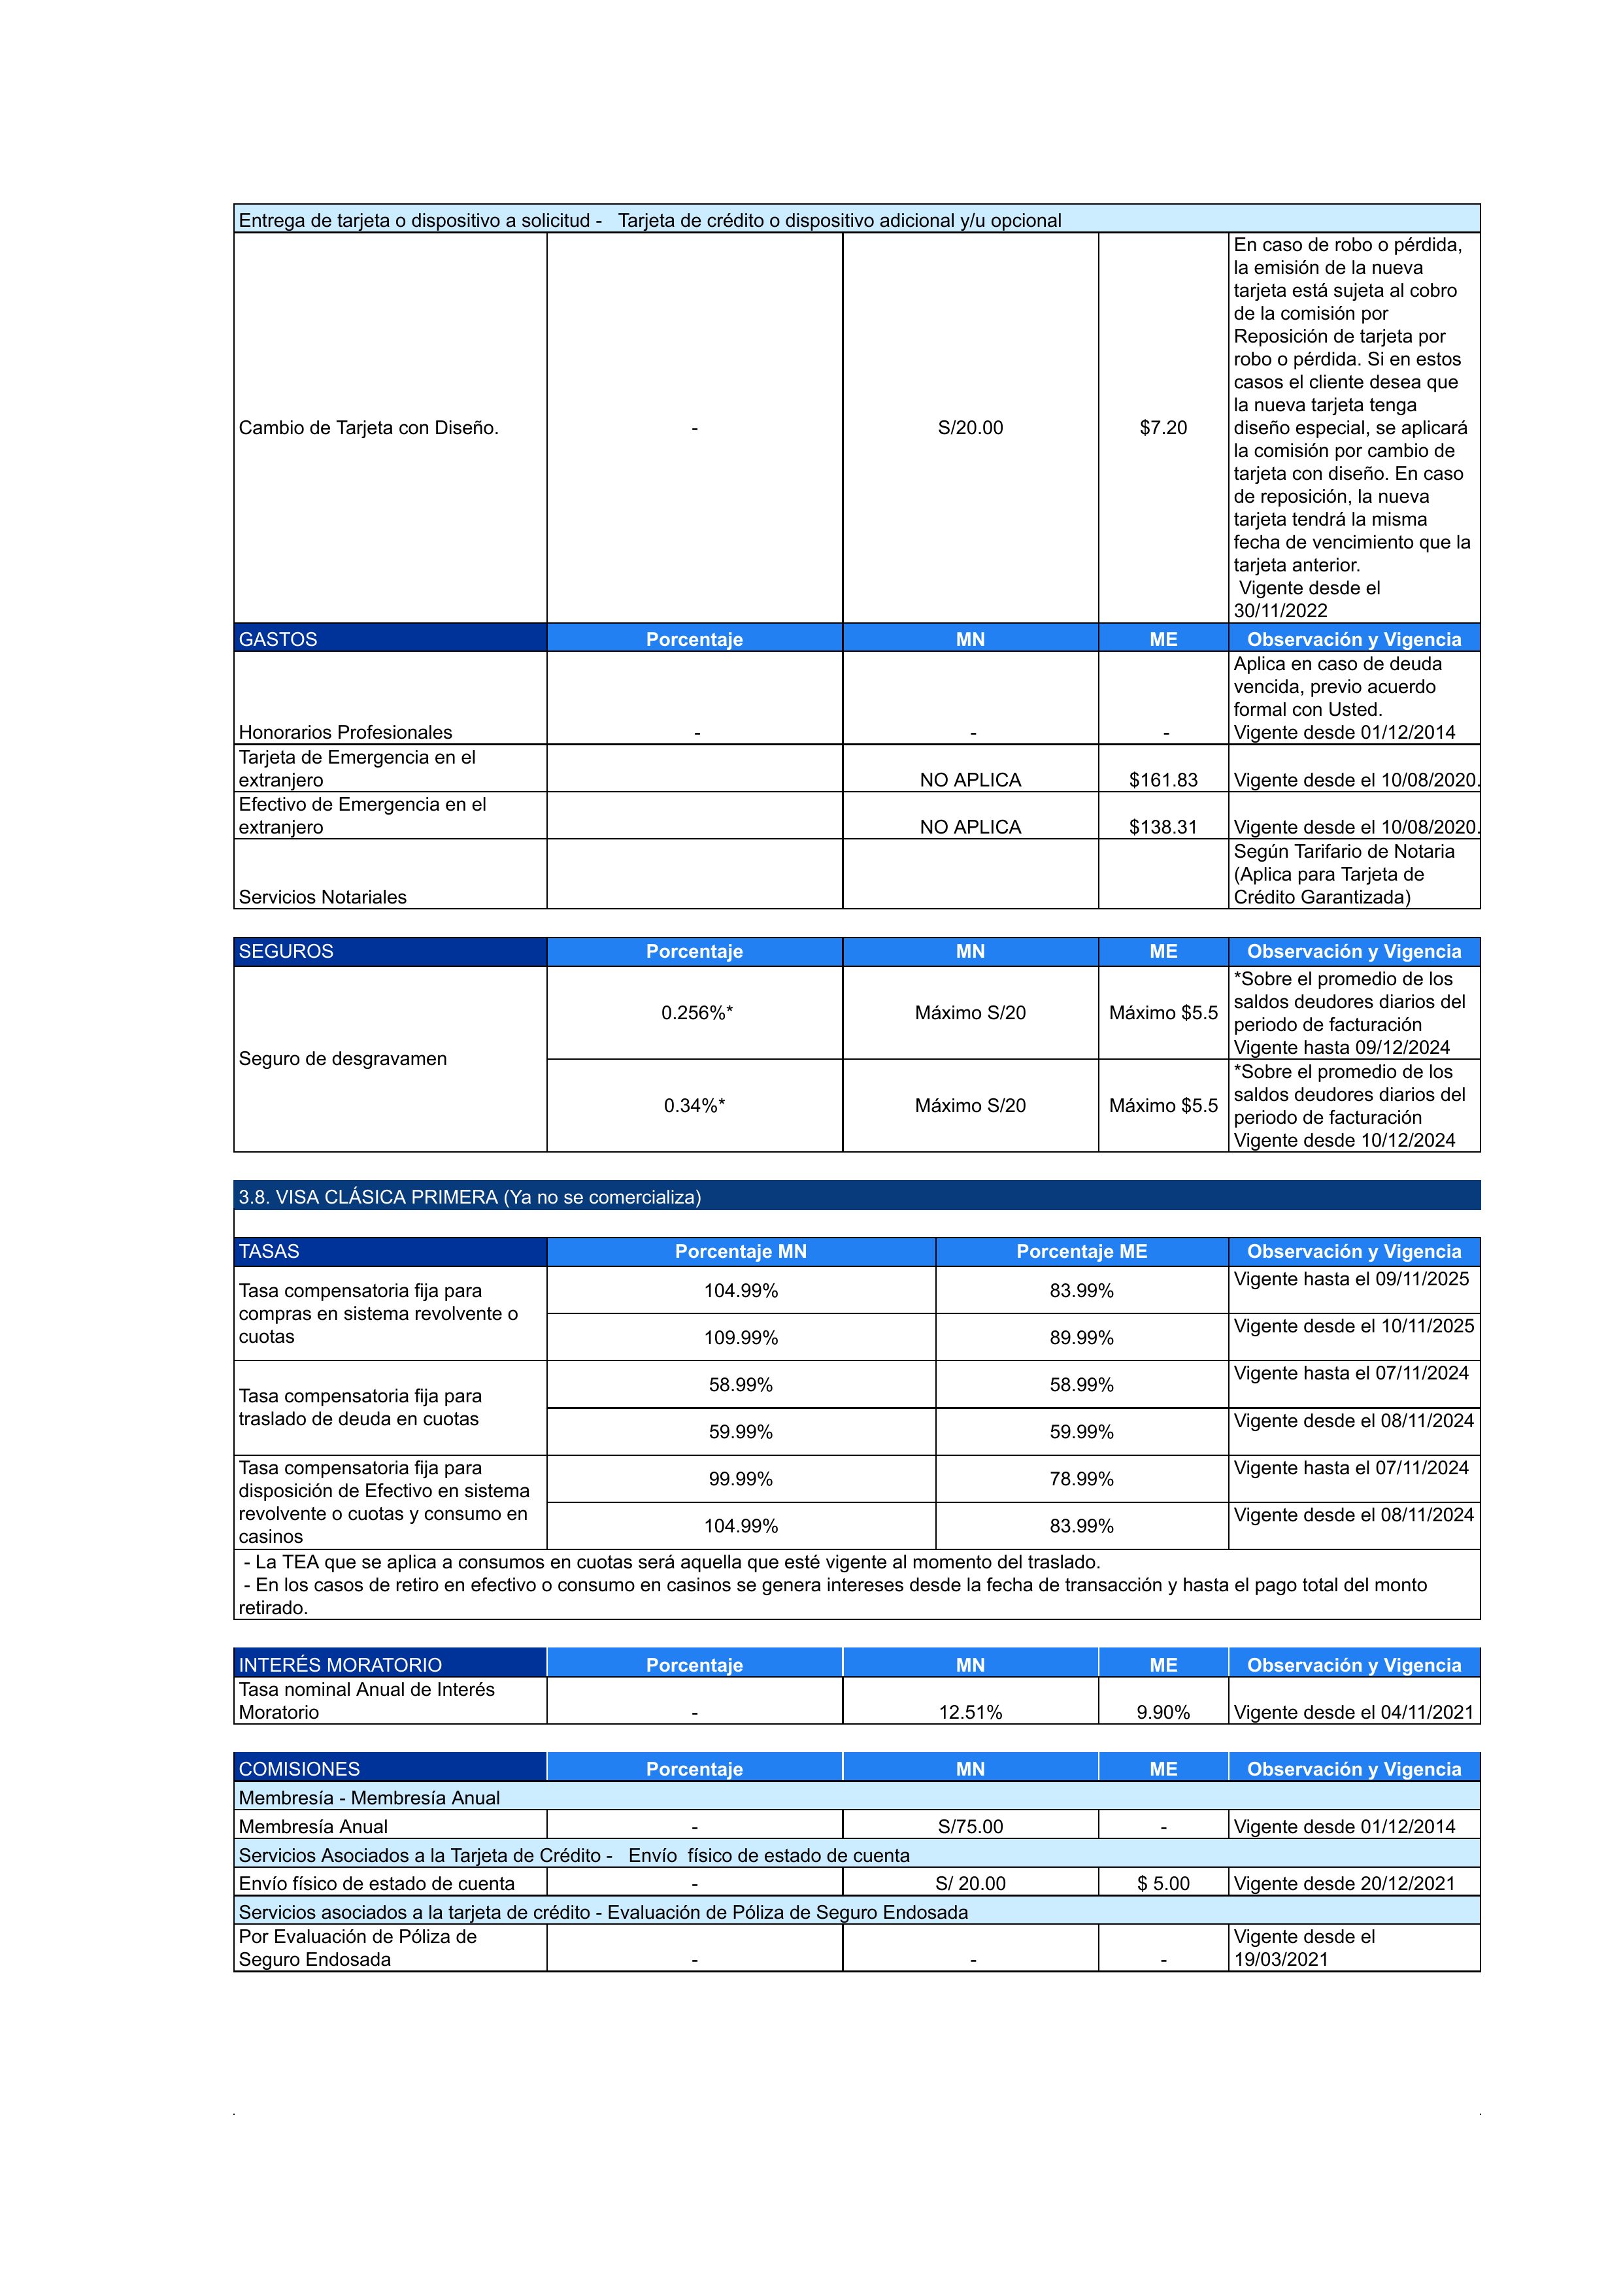 Entrega de tarjeta o dispositivo a solicitud -   Tarjeta de crédito o dispositivo adicional y/u opcional
Cambio de Tarjeta con Diseño.
-
S/20.00
$7.20
En caso de robo o pérdida,
la emisión de la nueva
tarjeta está sujeta al cobro
de la comisión por
Reposición de tarjeta por
robo o pérdida. Si en estos
casos el cliente desea que
la nueva tarjeta tenga
diseño especial, se aplicará
la comisión por cambio de
tarjeta con diseño. En caso
de reposición, la nueva
tarjeta tendrá la misma
fecha de vencimiento que la
tarjeta anterior.
Vigente desde el
30/11/2022
GASTOS
Porcentaje
MN
ME
Observación y Vigencia
Honorarios Profesionales
-
-
-
Aplica en caso de deuda
vencida, previo acuerdo
formal con Usted.
Vigente desde 01/12/2014
Tarjeta de Emergencia en el
extranjero
NO APLICA
$161.83
Vigente desde el 10/08/2020.
Efectivo de Emergencia en el
extranjero
NO APLICA
$138.31
Vigente desde el 10/08/2020.
Servicios Notariales
Según Tarifario de Notaria
(Aplica para Tarjeta de
Crédito Garantizada)
SEGUROS
Porcentaje
MN
ME
Observación y Vigencia
Seguro de desgravamen
0.256%*
Máximo S/20
Máximo $5.5
*Sobre el promedio de los
saldos deudores diarios del
periodo de facturación
Vigente hasta 09/12/2024
0.34%*
Máximo S/20
Máximo $5.5
*Sobre el promedio de los
saldos deudores diarios del
periodo de facturación
Vigente desde 10/12/2024
3.8. VISA CLÁSICA PRIMERA (Ya no se comercializa)
TASAS
Porcentaje MN
Porcentaje ME
Observación y Vigencia
Tasa compensatoria fija para
compras en sistema revolvente o
cuotas
104.99%
83.99%
Vigente hasta el 09/11/2025
109.99%
89.99%
Vigente desde el 10/11/2025
Tasa compensatoria fija para
traslado de deuda en cuotas
58.99%
58.99%
Vigente hasta el 07/11/2024
59.99%
59.99%
Vigente desde el 08/11/2024
Tasa compensatoria fija para
disposición de Efectivo en sistema
revolvente o cuotas y consumo en
casinos
99.99%
78.99%
Vigente hasta el 07/11/2024
104.99%
83.99%
Vigente desde el 08/11/2024
- La TEA que se aplica a consumos en cuotas será aquella que esté vigente al momento del traslado.
- En los casos de retiro en efectivo o consumo en casinos se genera intereses desde la fecha de transacción y hasta el pago total del monto
retirado.
INTERÉS MORATORIO
Porcentaje
MN
ME
Observación y Vigencia
Tasa nominal Anual de Interés
Moratorio
-
12.51%
9.90%
Vigente desde el 04/11/2021
COMISIONES
Porcentaje
MN
ME
Observación y Vigencia
Membresía - Membresía Anual
Membresía Anual
-
S/75.00
-
Vigente desde 01/12/2014
Servicios Asociados a la Tarjeta de Crédito -   Envío  físico de estado de cuenta
Envío físico de estado de cuenta
-
S/ 20.00
$ 5.00
Vigente desde 20/12/2021
Servicios asociados a la tarjeta de crédito - Evaluación de Póliza de Seguro Endosada
Por Evaluación de Póliza de
Seguro Endosada
-
-
-
Vigente desde el
19/03/2021